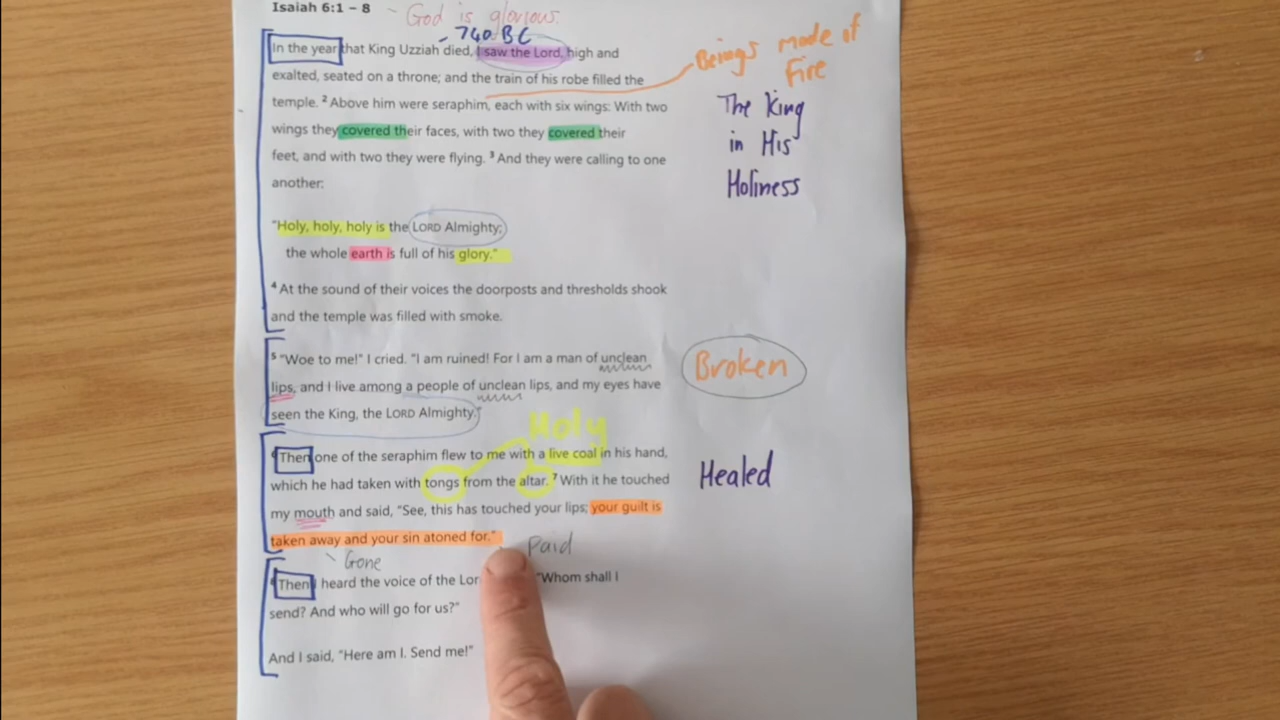 Isaiah 6:1 – 8
~ God is glorious.
- 740 BC
In the year that King Uzziah died, I saw the Lord, high and
exalted, seated on a throne; and the train of his robe filled the
Beings made of
Fire
temple. 2 Above him were seraphim, each with six wings: With two
wings they covered their faces, with two they covered their
feet, and with two they were flying. 3 And they were calling to one
another:
The King
in His
Holiness
"Holy, holy, holy is the LORD Almighty;
the whole earth is full of his glory."
4 At the sound of their voices the doorposts and thresholds shook
and the temple was filled with smoke.
5 "Woe to me!" I cried. "I am ruined! For I am a man of unclean
lips, and I live among a people of unclean lips, and my eyes have
seen the King, the LORD Almighty."
Broken
Holy
Then one of the seraphim flew to me with a live coal in his hand,
which he had taken with tongs from the altar. 7 With it he touched
my mouth and said, "See, this has touched your lips; your guilt is
taken away and your sin atoned for."
Healed
Gone
Paid
Then I heard the voice of the Lor "Whom shall I
send? And who will go for us?"
And I said, "Here am I. Send me!"